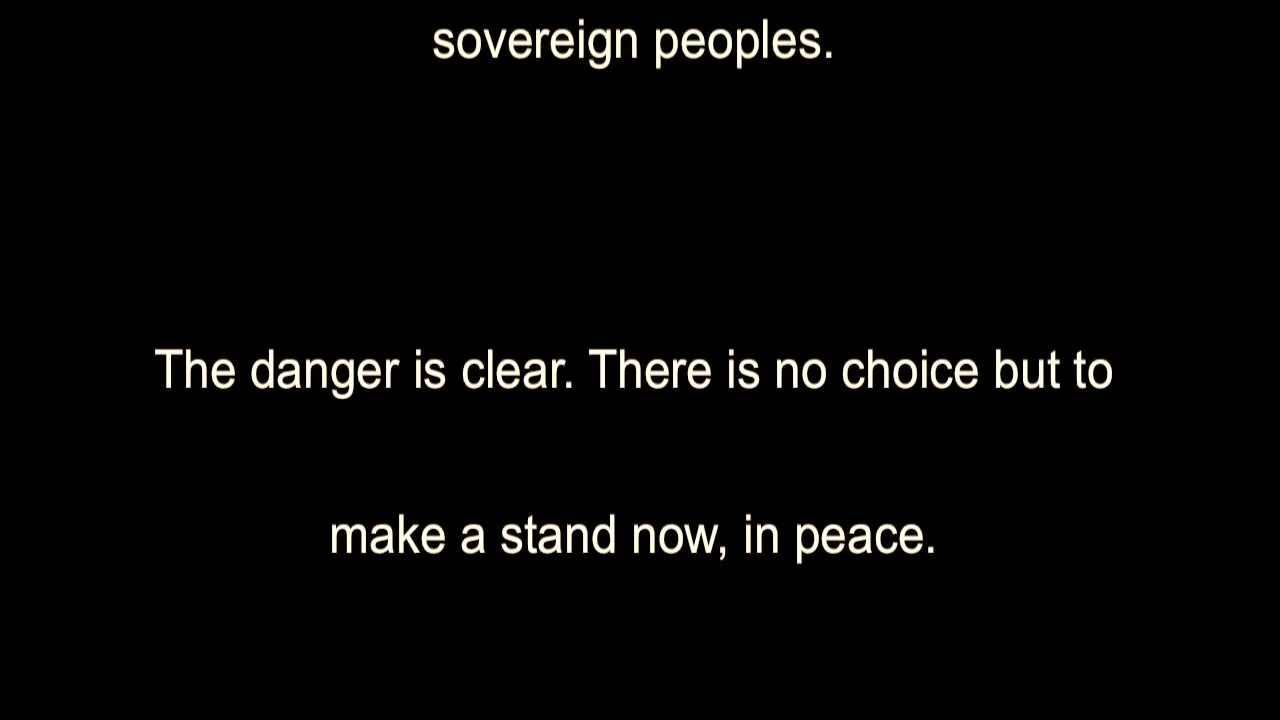 sovereign peoples.
The danger is clear. There is no choice but to
make a stand now, in peace.